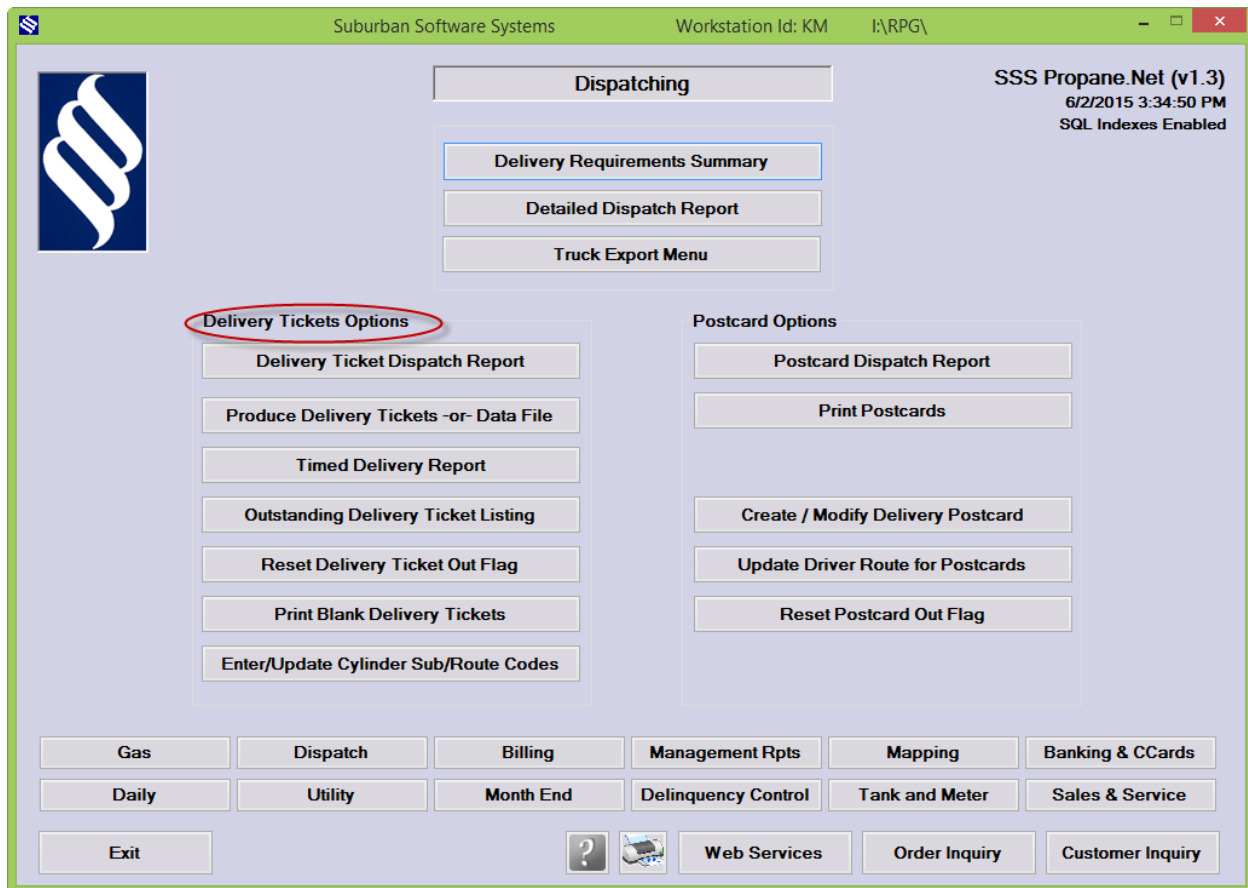 Suburban Software Systems Workstation Id: KM I:\RPG\
Dispatching
SSS Propane.Net (v1.3)
6/2/2015 3:34:50 PM
SQL Indexes Enabled
Delivery Requirements Summary
Detailed Dispatch Report
Truck Export Menu
Delivery Tickets Options
Delivery Ticket Dispatch Report
Produce Delivery Tickets -or- Data File
Timed Delivery Report
Outstanding Delivery Ticket Listing
Reset Delivery Ticket Out Flag
Print Blank Delivery Tickets
Enter/Update Cylinder Sub/Route Codes
Postcard Options
Postcard Dispatch Report
Print Postcards
Create / Modify Delivery Postcard
Update Driver Route for Postcards
Reset Postcard Out Flag
Gas Dispatch Billing Management Rpts Mapping Banking & CCards
Daily Utility Month End Delinquency Control Tank and Meter Sales & Service
Exit ? Web Services Order Inquiry Customer Inquiry